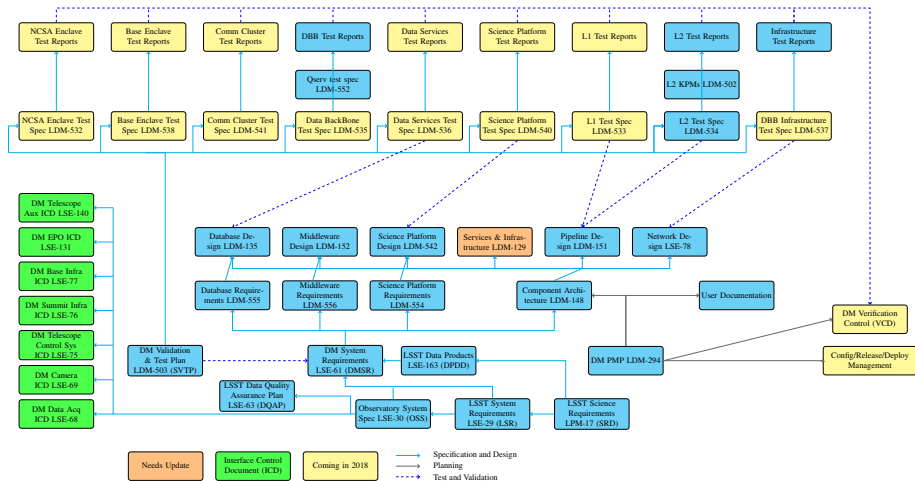 NCSA Enclave
Test Reports
Base Enclave
Test Reports
Comm Cluster
Test Reports
DBB Test Reports
Data Services
Test Reports
Science Platform
Test Reports
L1 Test Reports
L2 Test Reports
Infrastructure
Test Reports
Qserv test spec
LDM-552
L2 KPMs LDM-502
NCSA Enclave Test
Spec LDM-532
Base Enclave Test
Spec LDM-538
Comm Cluster Test
Spec LDM-541
Data BackBone
Test Spec LDM-535
Data Services Test
Spec LDM-536
Science Platform
Test Spec LDM-540
L1 Test Spec
LDM-533
L2 Test Spec
LDM-534
DBB Infrastructure
Test Spec LDM-537
DM Telescope
Aux ICD LSE-140
DM EPO ICD
LSE-131
DM Base Infra
ICD LSE-77
DM Summit Infra
ICD LSE-76
DM Telescope
Control Sys
ICD LSE-75
DM Camera
ICD LSE-69
DM Data Acq
ICD LSE-68
Database De-
sign LDM-135
Middleware
Design LDM-152
Science Platform
Design LDM-542
Services & Infras-
tructure LDM-129
Pipeline De-
sign LDM-151
Network De-
sign LSE-78
Database Require-
ments LDM-555
Middleware
Requirements
LDM-556
Science Platform
Requirements
LDM-554
Component Archi-
tecture LDM-148
User Documentation
DM Verification
Control (VCD)
DM Validation
& Test Plan
LDM-503 (SVTP)
DM System
Requirements
LSE-61 (DMSR)
LSST Data Products
LSE-163 (DPDD)
DM PMP LDM-294
Config/Release/Deploy
Management
LSST Data Quality
Assurance Plan
LSE-63 (DQAP)
Observatory System
Spec LSE-30 (OSS)
LSST System
Requirements
LSE-29 (LSR)
LSST Science
Requirements
LPM-17 (SRD)
Needs Update
Interface Control
Document (ICD)
Coming in 2018
Specification and Design
Planning
Test and Validation